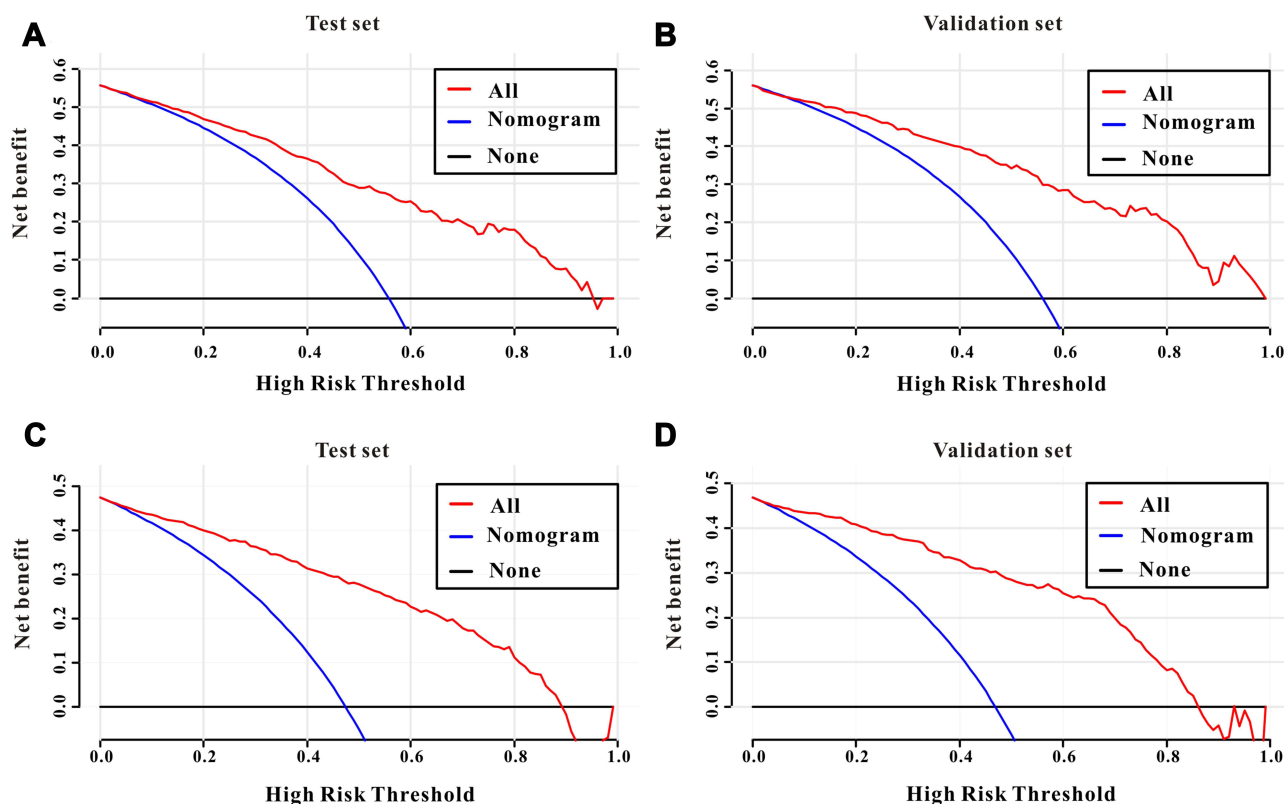 A
Test set
Net benefit
0.6
0.5
0.4
0.3
0.2
0.1
0.0
All
Nomogram
None
0.0 0.2 0.4 0.6 0.8 1.0
High Risk Threshold
B
Validation set
Net benefit
0.6
0.5
0.4
0.3
0.2
0.1
0.0
All
Nomogram
None
0.0 0.2 0.4 0.6 0.8 1.0
High Risk Threshold
C
Test set
Net benefit
0.5
0.4
0.3
0.2
0.1
0.0
All
Nomogram
None
0.0 0.2 0.4 0.6 0.8 1.0
High Risk Threshold
D
Validation set
Net benefit
0.5
0.4
0.3
0.2
0.1
0.0
All
Nomogram
None
0.0 0.2 0.4 0.6 0.8 1.0
High Risk Threshold